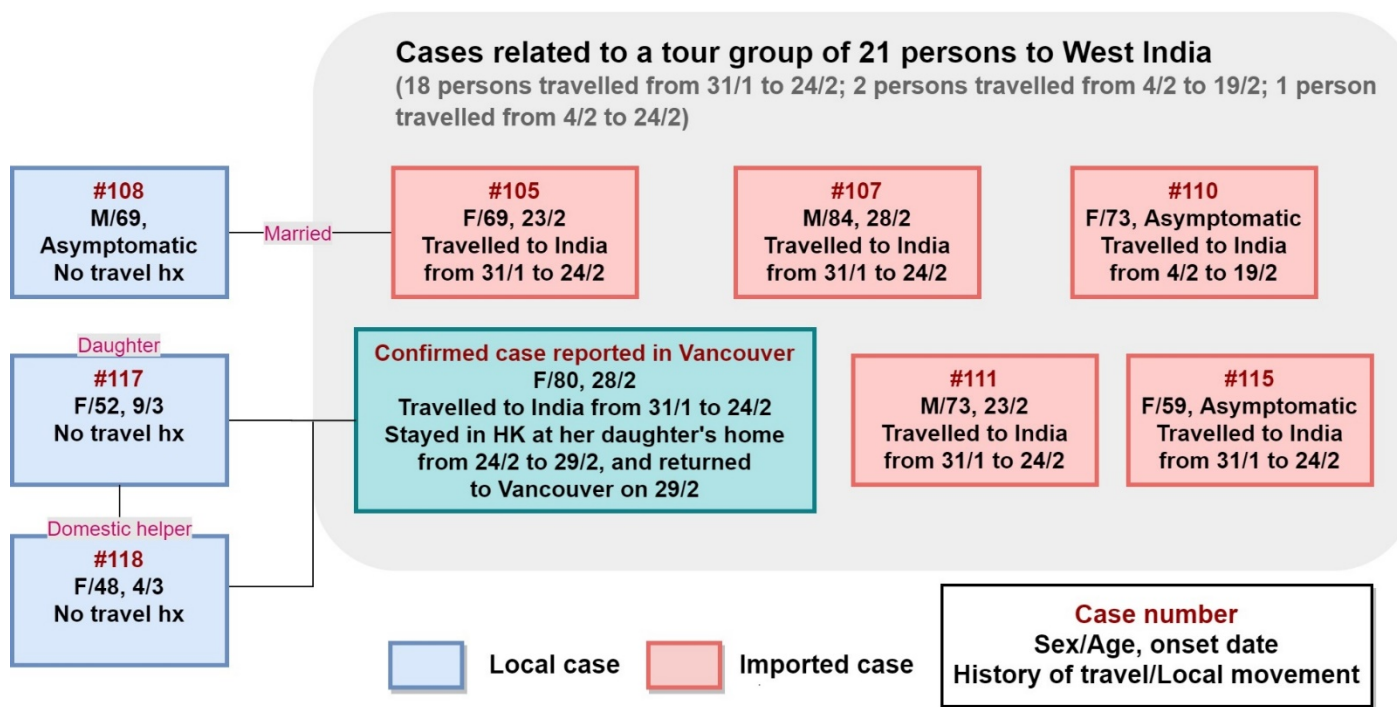 Cases related to a tour group of 21 persons to West India
(18 persons travelled from 31/1 to 24/2; 2 persons travelled from 4/2 to 19/2; 1 person
travelled from 4/2 to 24/2)
#108
M/69,
Asymptomatic
No travel hx
Married
#105
F/69, 23/2
Travelled to India
from 31/1 to 24/2
#107
M/84, 28/2
Travelled to India
from 31/1 to 24/2
#110
F/73, Asymptomatic
Travelled to India
from 4/2 to 19/2
Daughter
#117
F/52, 9/3
No travel hx
Confirmed case reported in Vancouver
F/80, 28/2
Travelled to India from 31/1 to 24/2
Stayed in HK at her daughter's home
from 24/2 to 29/2, and returned
to Vancouver on 29/2
#111
M/73, 23/2
Travelled to India
from 31/1 to 24/2
#115
F/59, Asymptomatic
Travelled to India
from 31/1 to 24/2
Domestic helper
#118
F/48, 4/3
No travel hx
Local case
Imported case
Case number
Sex/Age, onset date
History of travel/Local movement